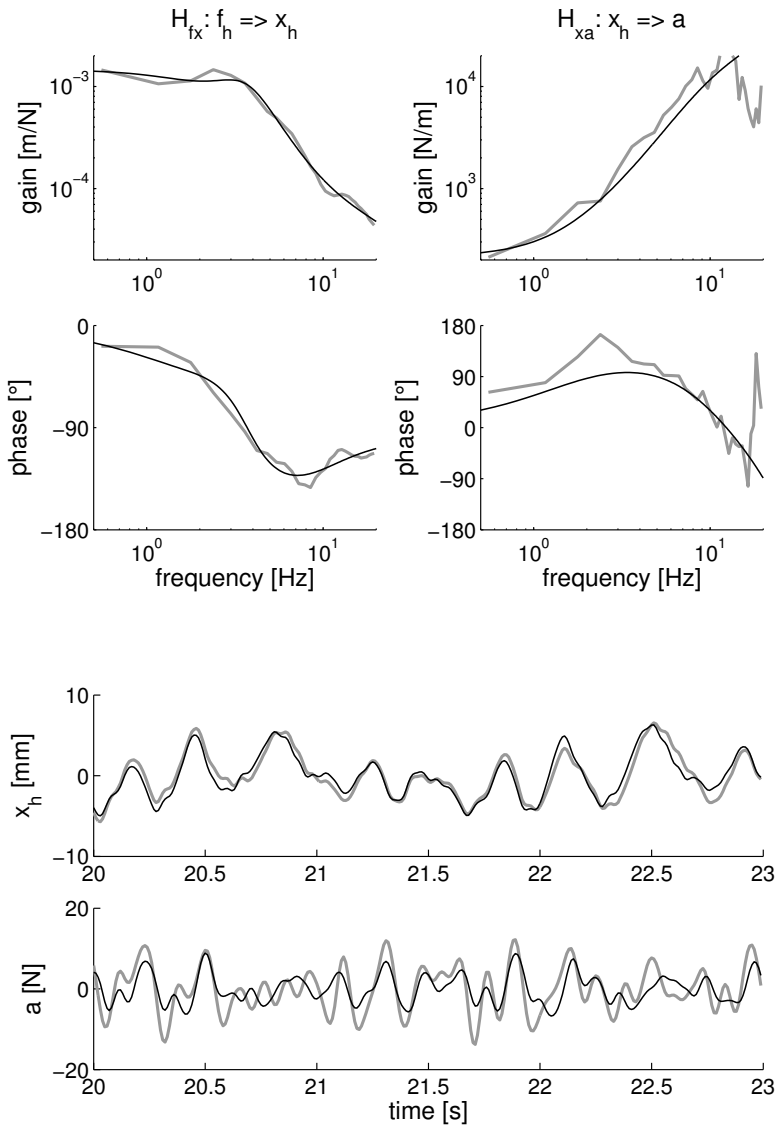 H_fx: f_h => x_h
H_xa: x_h => a
gain [m/N]
10^−3
10^−4
10^0
10^1
gain [N/m]
10^4
10^3
10^0
10^1
phase [°]
0
−90
−180
10^0
10^1
frequency [Hz]
phase [°]
180
90
0
−90
−180
10^0
10^1
frequency [Hz]
x_h [mm]
10
0
−10
20 20.5 21 21.5 22 22.5 23
a [N]
20
0
−20
20 20.5 21 21.5 22 22.5 23
time [s]